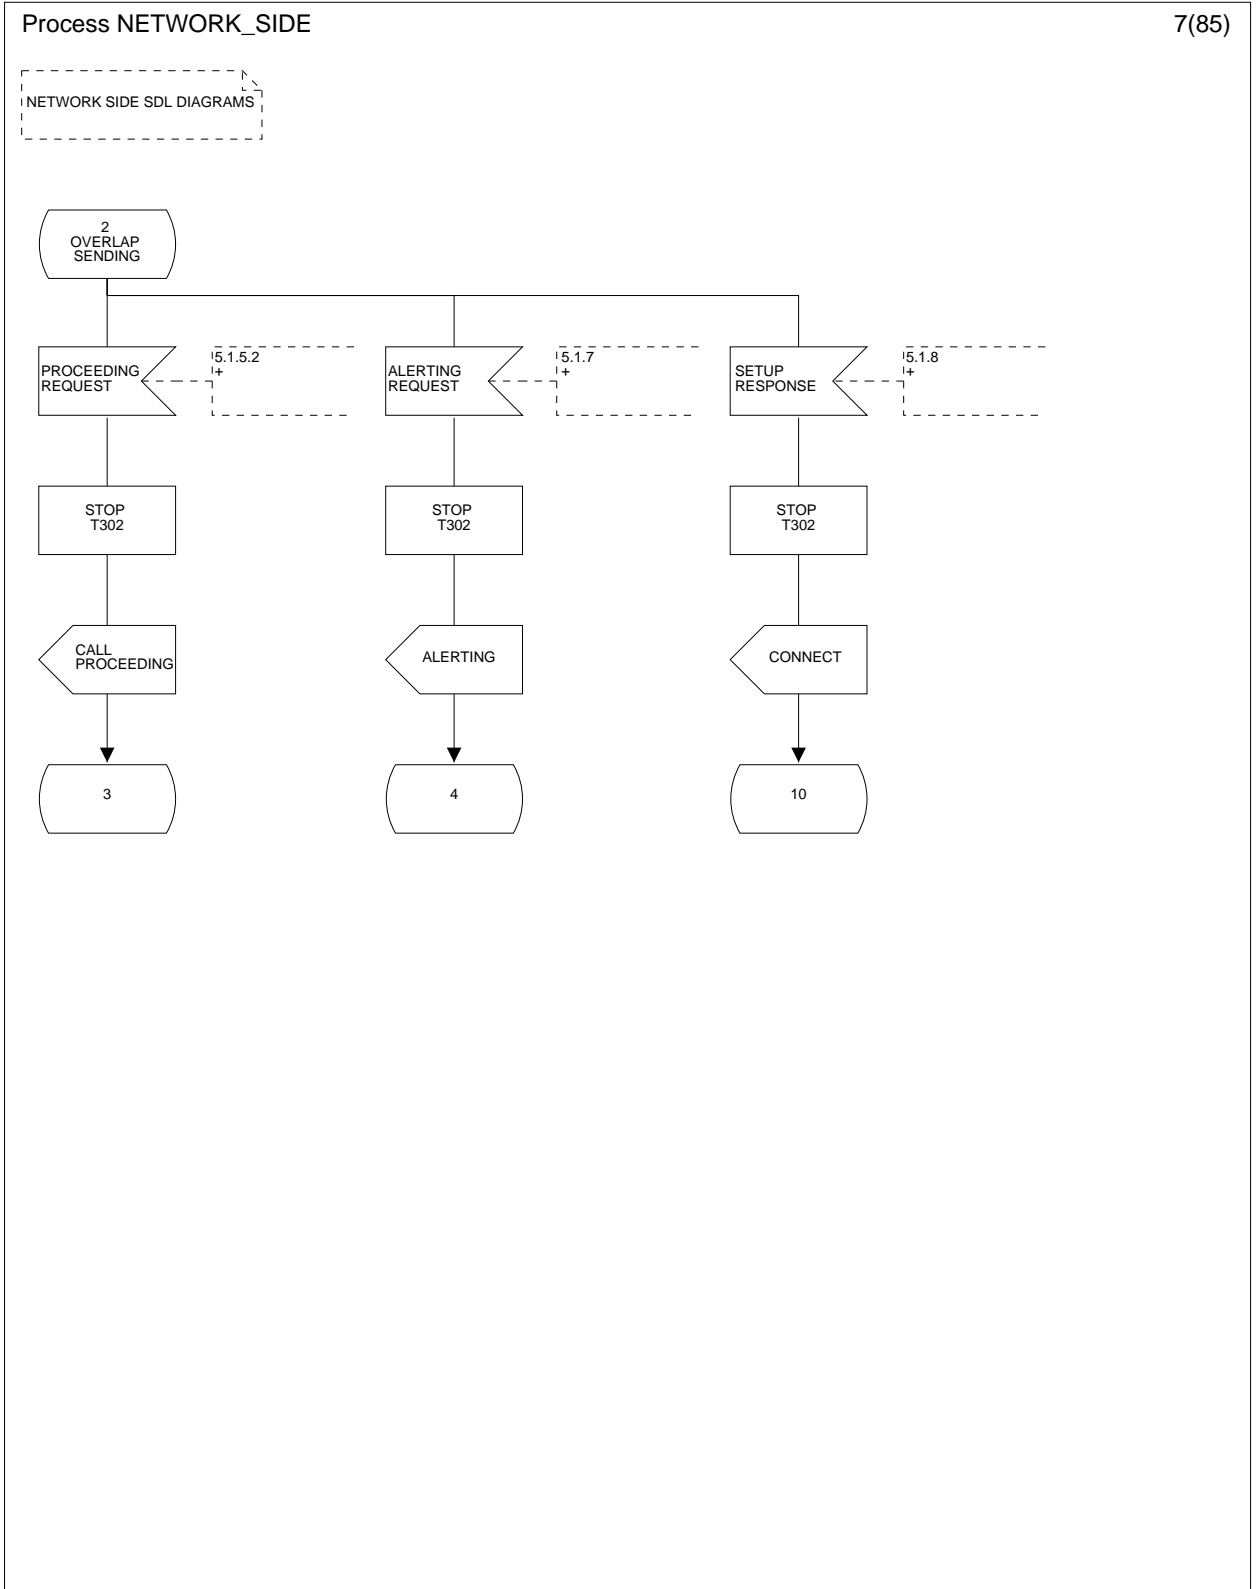 Process NETWORK_SIDE
7(85)
NETWORK SIDE SDL DIAGRAMS
2
OVERLAP
SENDING
PROCEEDING
REQUEST
5.1.5.2
+
ALERTING
REQUEST
5.1.7
+
SETUP
RESPONSE
5.1.8
+
STOP
T302
STOP
T302
STOP
T302
CALL
PROCEEDING
ALERTING
CONNECT
3
4
10